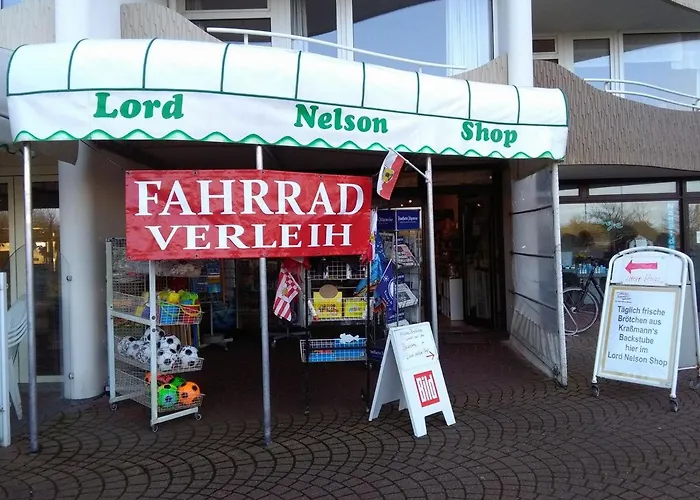 Lord Nelson Shop
FAHRRAD
VERLEIH
Bild
Täglich frische
Brötchen aus
Kraßmann's
Backstube
hier im
Lord Nelson Shop